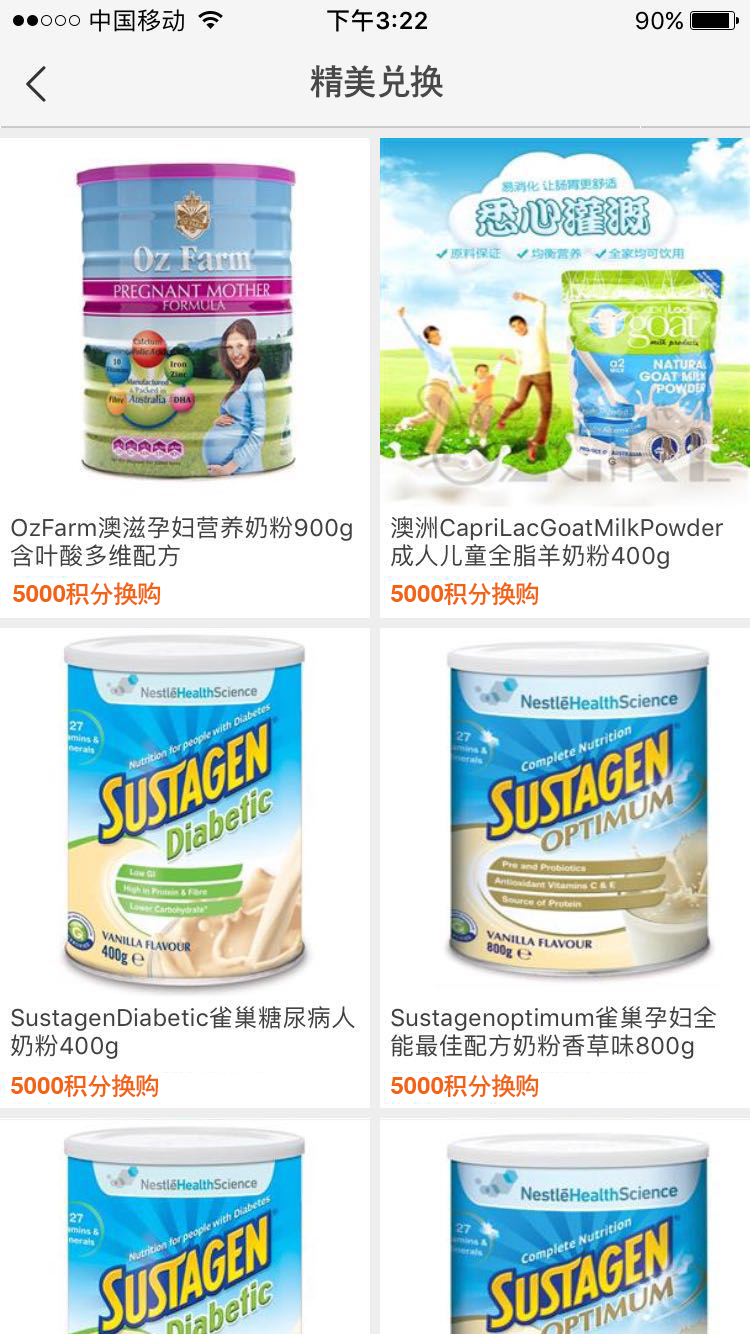 中国移动
下午3:22
90%
精美兑换
Oz Farm
PREGNANT MOTHER
FORMULA
Calcium
Folic Acid
10
Iron
Zinc
Manufactured
& Packed in
Australia
Fibre
DHA
易消化 让肠胃更舒适
悉心灌溉
原料保证
均衡营养
全家均可饮用
goat
milk products
a2
MILK
NATURAL
GOAT MILK
POWDER
OzFarm澳滋孕妇营养奶粉900g
含叶酸多维配方
5000积分换购
澳洲CapriLacGoatMilkPowder
成人儿童全脂羊奶粉400g
5000积分换购
NestléHealthScience
27
mins &
nerals
Nutrition for people with Diabetes
SUSTAGEN
Diabetic
Low GI
High in Protein & Fibre
Lower Carbohydrate*
VANILLA FLAVOUR
400g e
NestléHealthScience
27
amins &
nerals
Complete Nutrition
SUSTAGEN
OPTIMUM
Pre and Probiotics
Antioxidant Vitamins C & E
Source of Protein
VANILLA FLAVOUR
800g e
SustagenDiabetic雀巢糖尿病人
奶粉400g
5000积分换购
Sustagenoptimum雀巢孕妇全
能最佳配方奶粉香草味800g
5000积分换购
NestléHealthScience
27
mins &
nerals
Nutrition for people with Diabetes
SUSTAGEN
Diabetic
NestléHealthScience
27
amins &
nerals
Complete Nutrition
SUSTAGEN
OPTIMUM